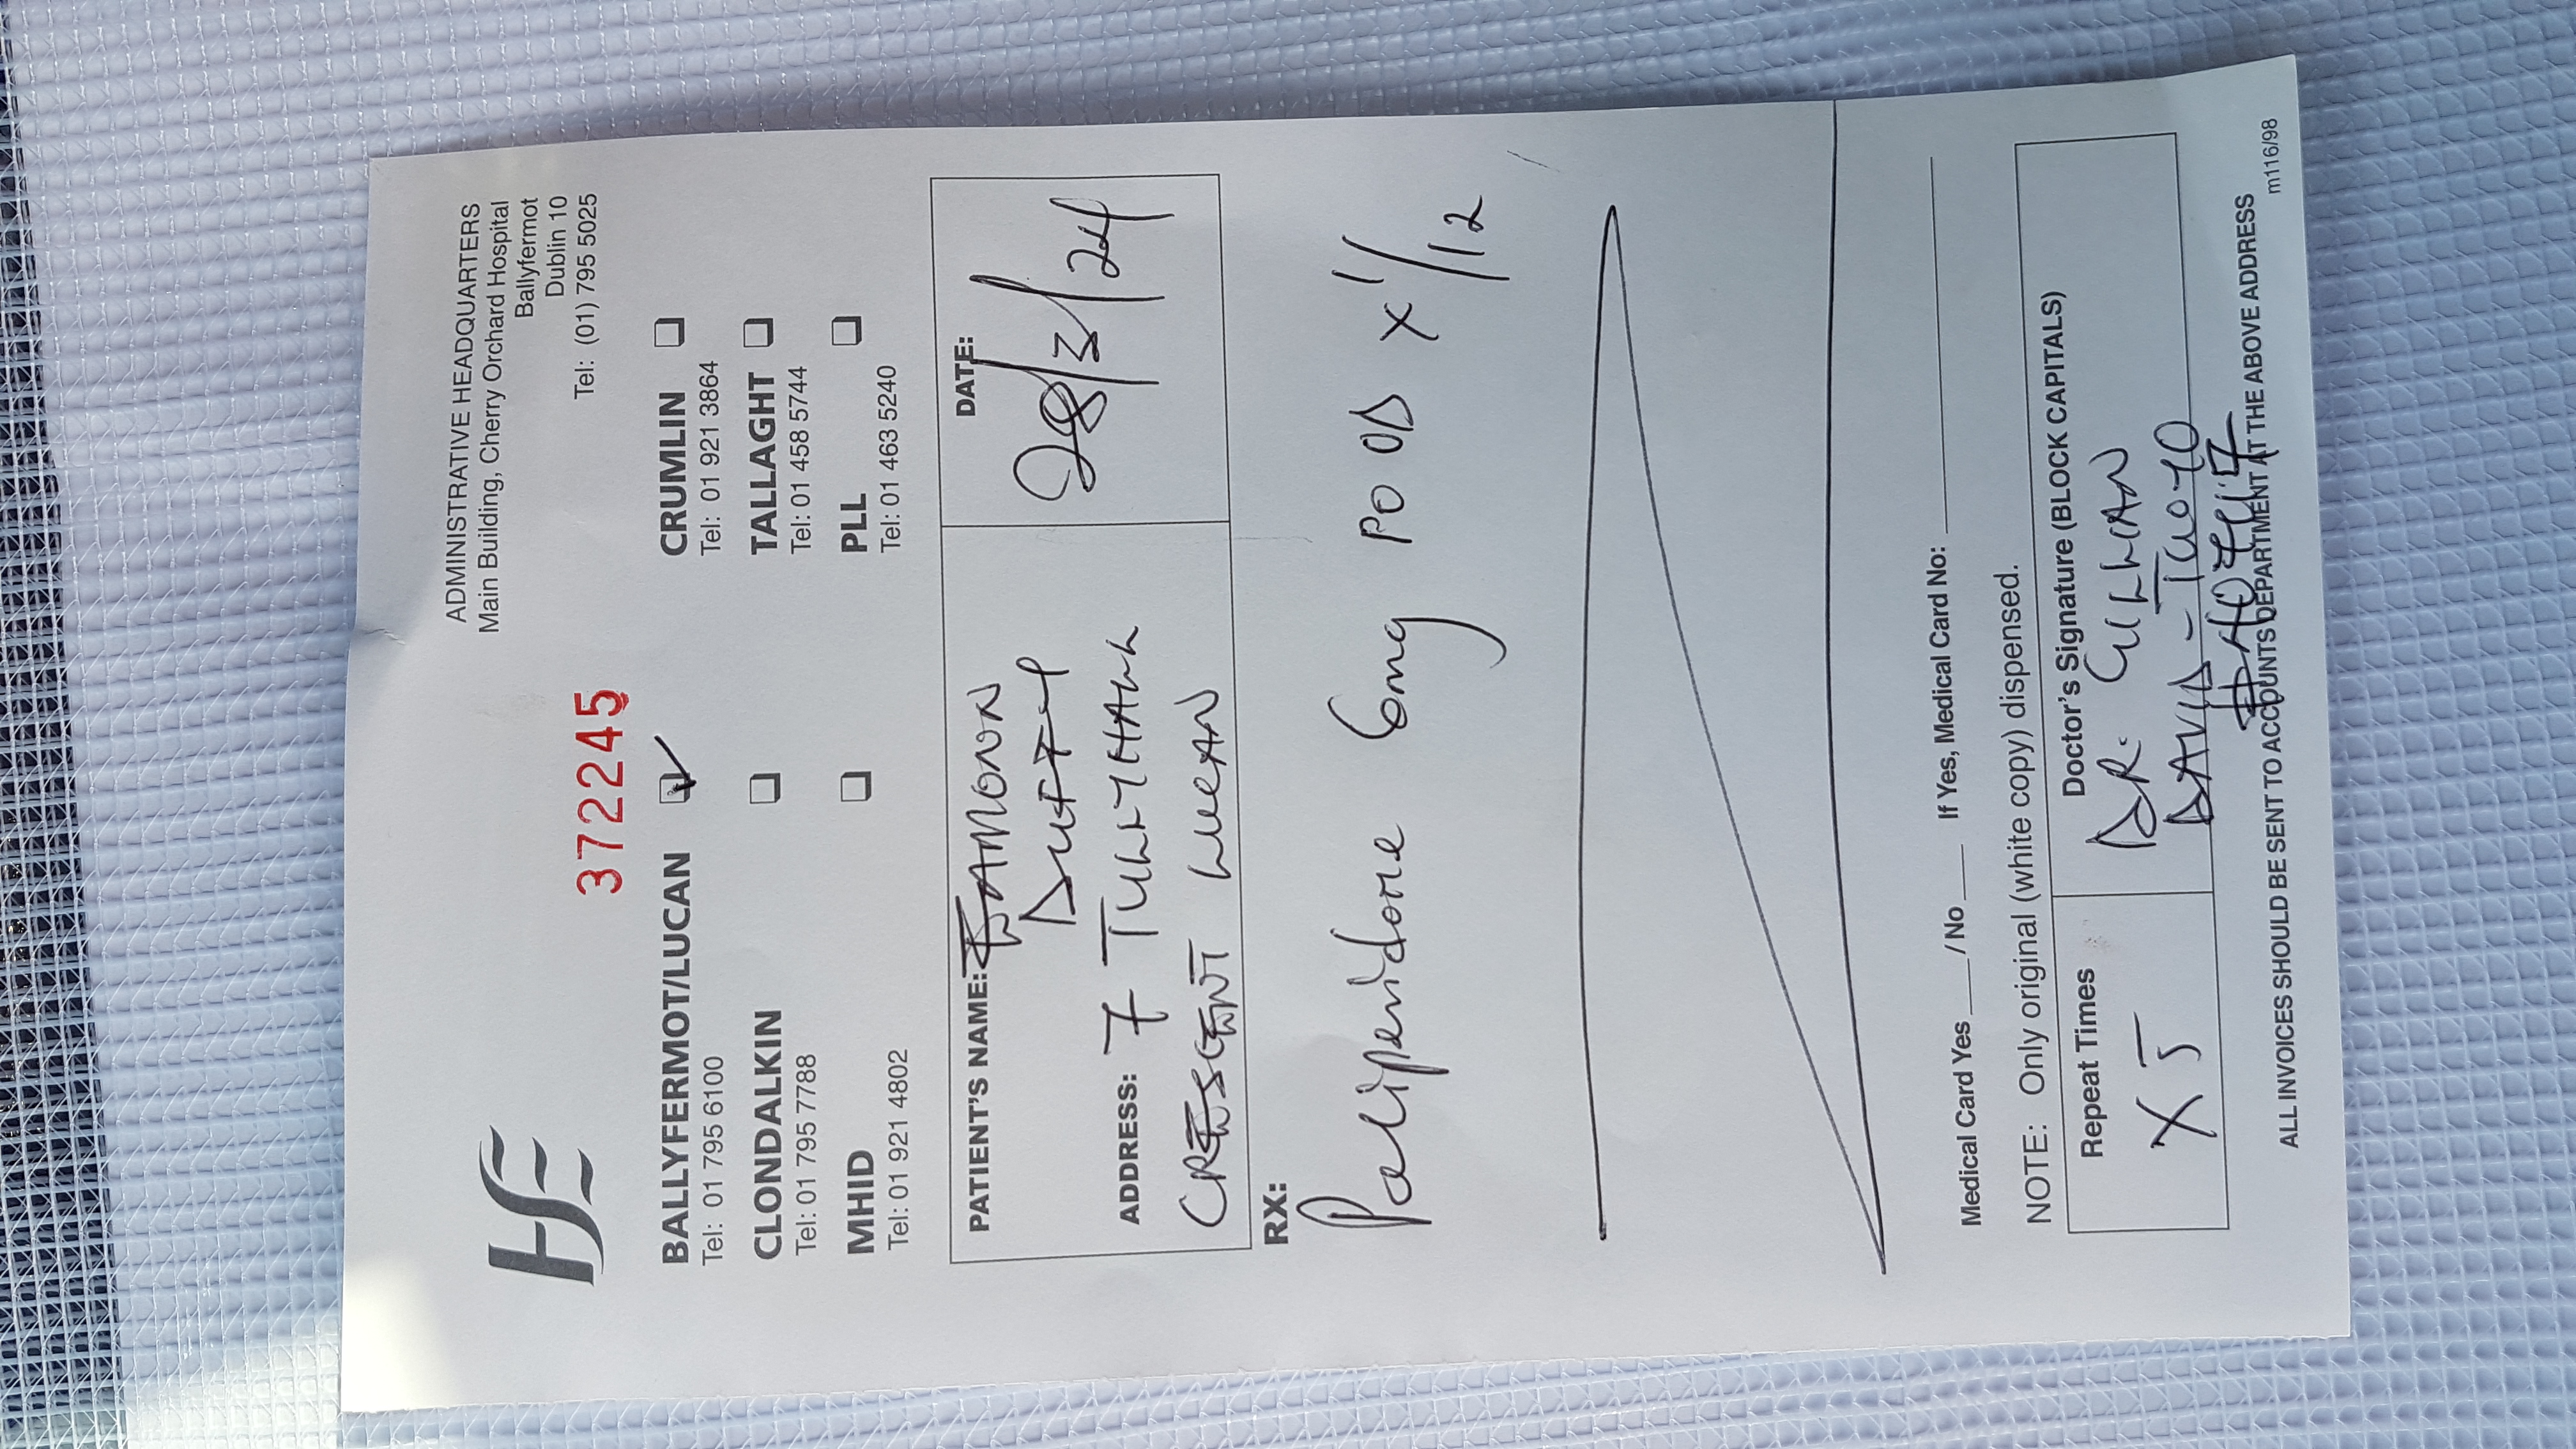 HSE
ADMINISTRATIVE HEADQUARTERS
Main Building, Cherry Orchard Hospital
Ballyfermot
Dublin 10
Tel: (01) 795 5025
372245
BALLYFERMOT/LUCAN ✓
Tel: 01 795 6100
CRUMLIN
Tel: 01 921 3864
CLONDALKIN
Tel: 01 795 7788
TALLAGHT
Tel: 01 458 5744
MHID
Tel: 01 921 4802
PLL
Tel: 01 463 5240
PATIENT'S NAME: EAMONN
DUFFY
ADDRESS: 7 TULLYHALL
CRESCENT LUCAN
DATE:
28/3/24
RX:
Paliperidone 6mg PO OD x 1/12
Medical Card Yes ____ / No ____ If Yes, Medical Card No: ____
NOTE: Only original (white copy) dispensed.
Repeat Times
X 5
Doctor's Signature (BLOCK CAPITALS)
DR. GILLIAN
DAVID-
ALL INVOICES SHOULD BE SENT TO ACCOUNTS DEPARTMENT AT THE ABOVE ADDRESS
m116/98